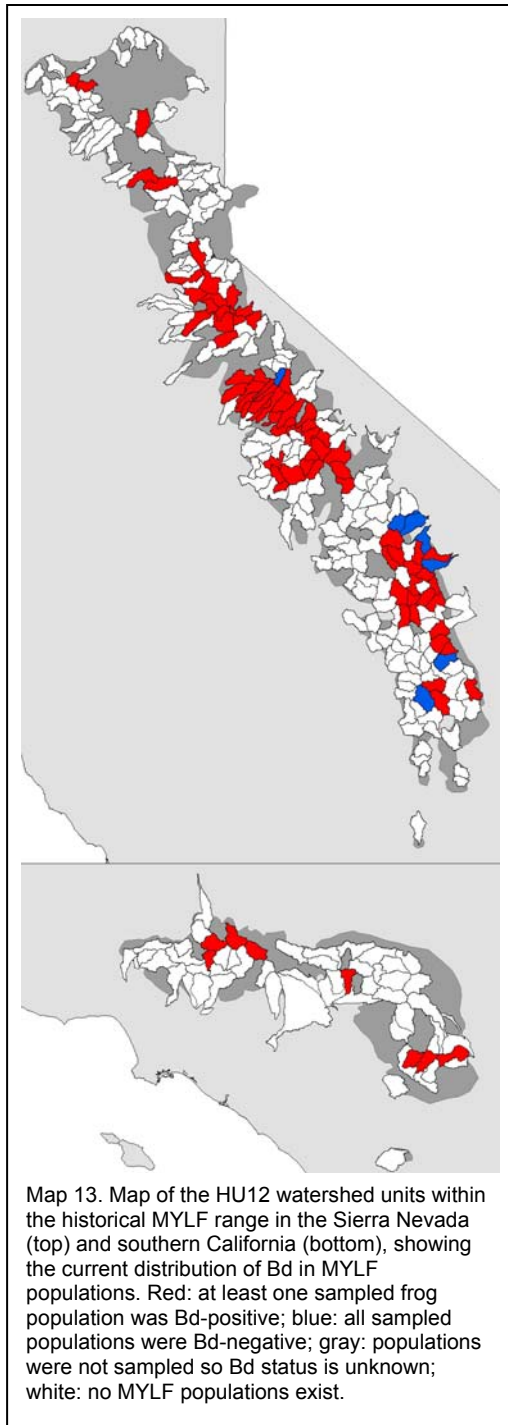 Map 13. Map of the HU12 watershed units within
the historical MYLF range in the Sierra Nevada
(top) and southern California (bottom), showing
the current distribution of Bd in MYLF
populations. Red: at least one sampled frog
population was Bd-positive; blue: all sampled
populations were Bd-negative; gray: populations
were not sampled so Bd status is unknown;
white: no MYLF populations exist.